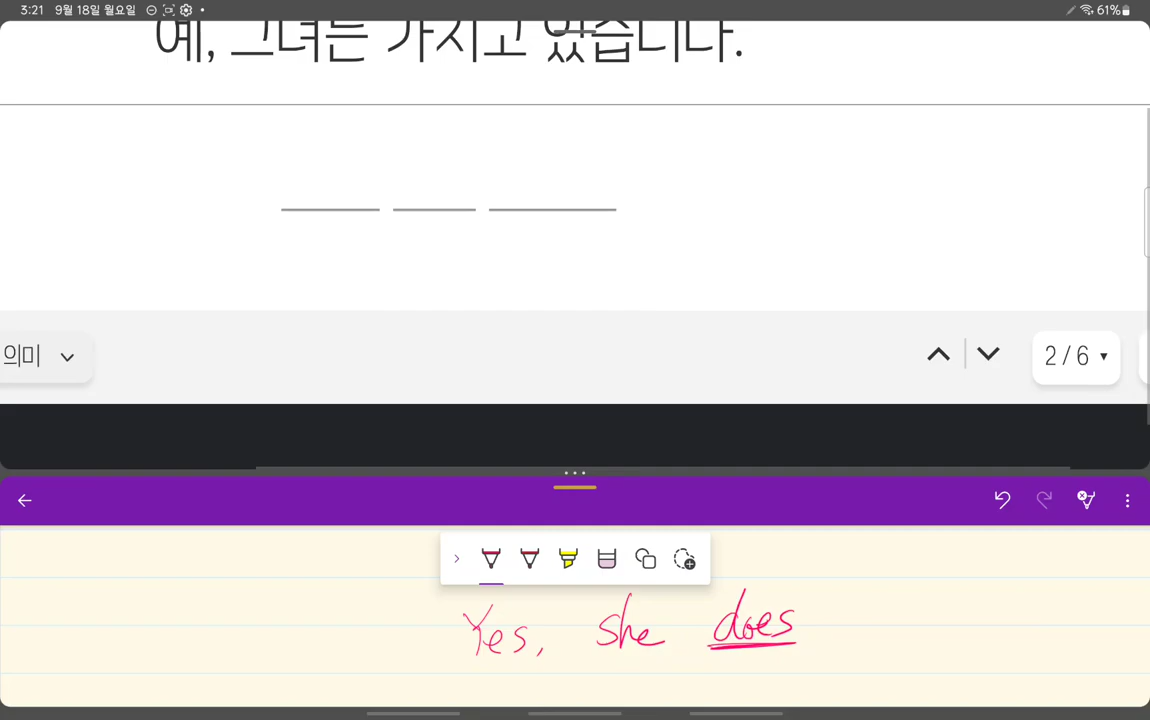 3:21 9월 18일 월요일
61%
예, 그녀는 가지고 있습니다.
의미
2 / 6
Yes, she does